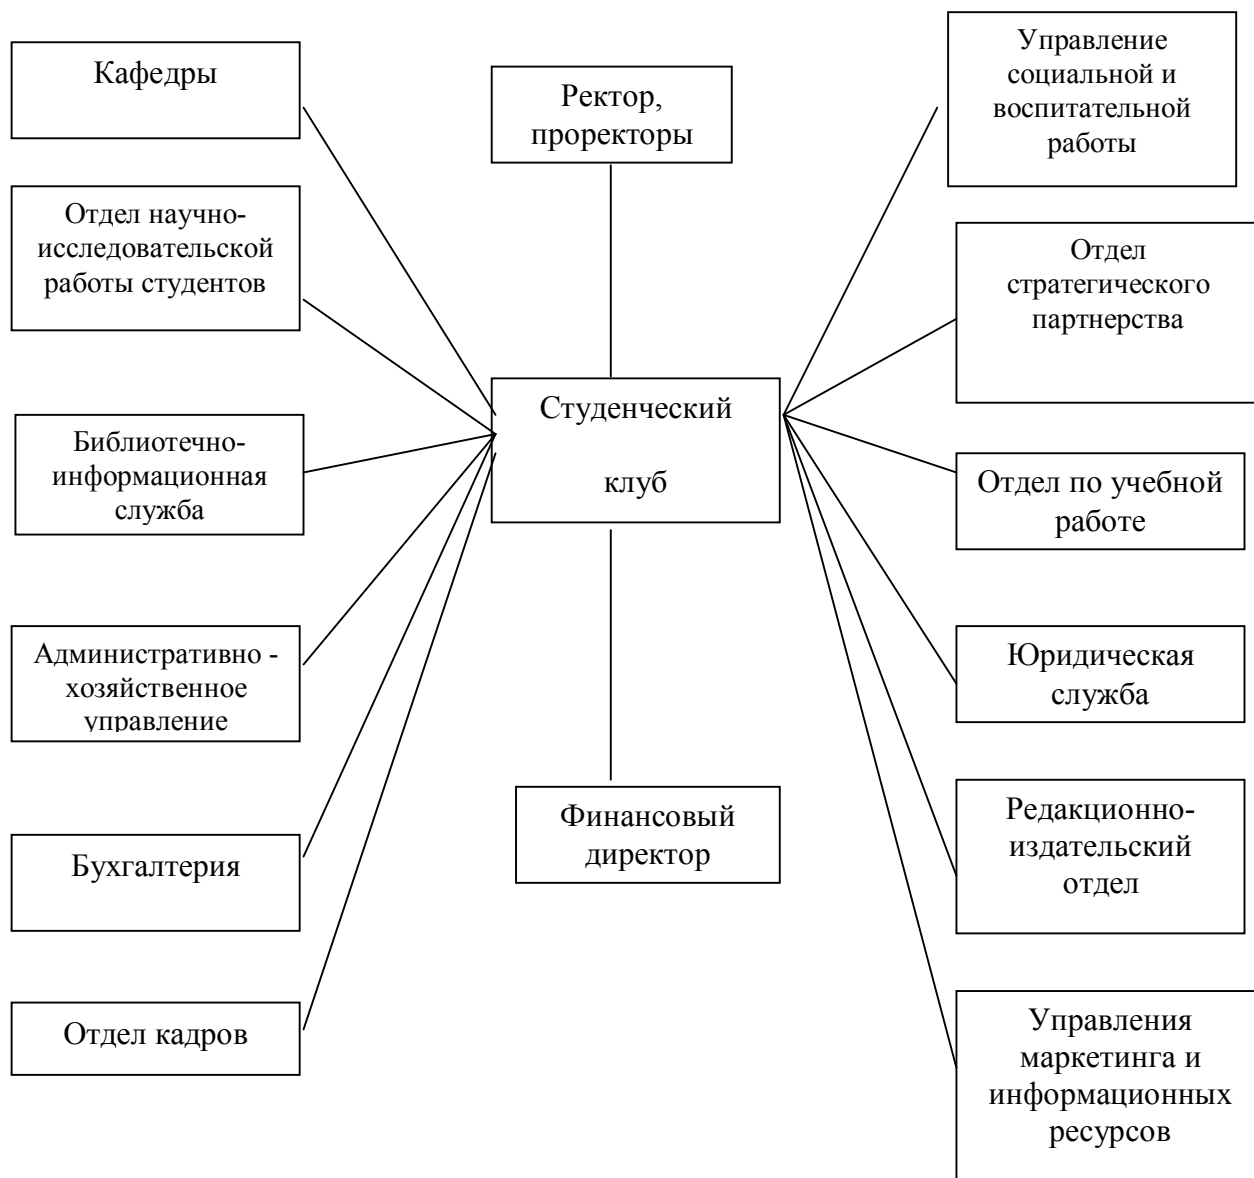 Кафедры
Отдел научно-
исследовательской
работы студентов
Библиотечно-
информационная
служба
Административно -
хозяйственное
управление
Бухгалтерия
Отдел кадров
Ректор,
проректоры
Студенческий
клуб
Финансовый
директор
Управление
социальной и
воспитательной
работы
Отдел
стратегического
партнерства
Отдел по учебной
работе
Юридическая
служба
Редакционно-
издательский
отдел
Управления
маркетинга и
информационных
ресурсов